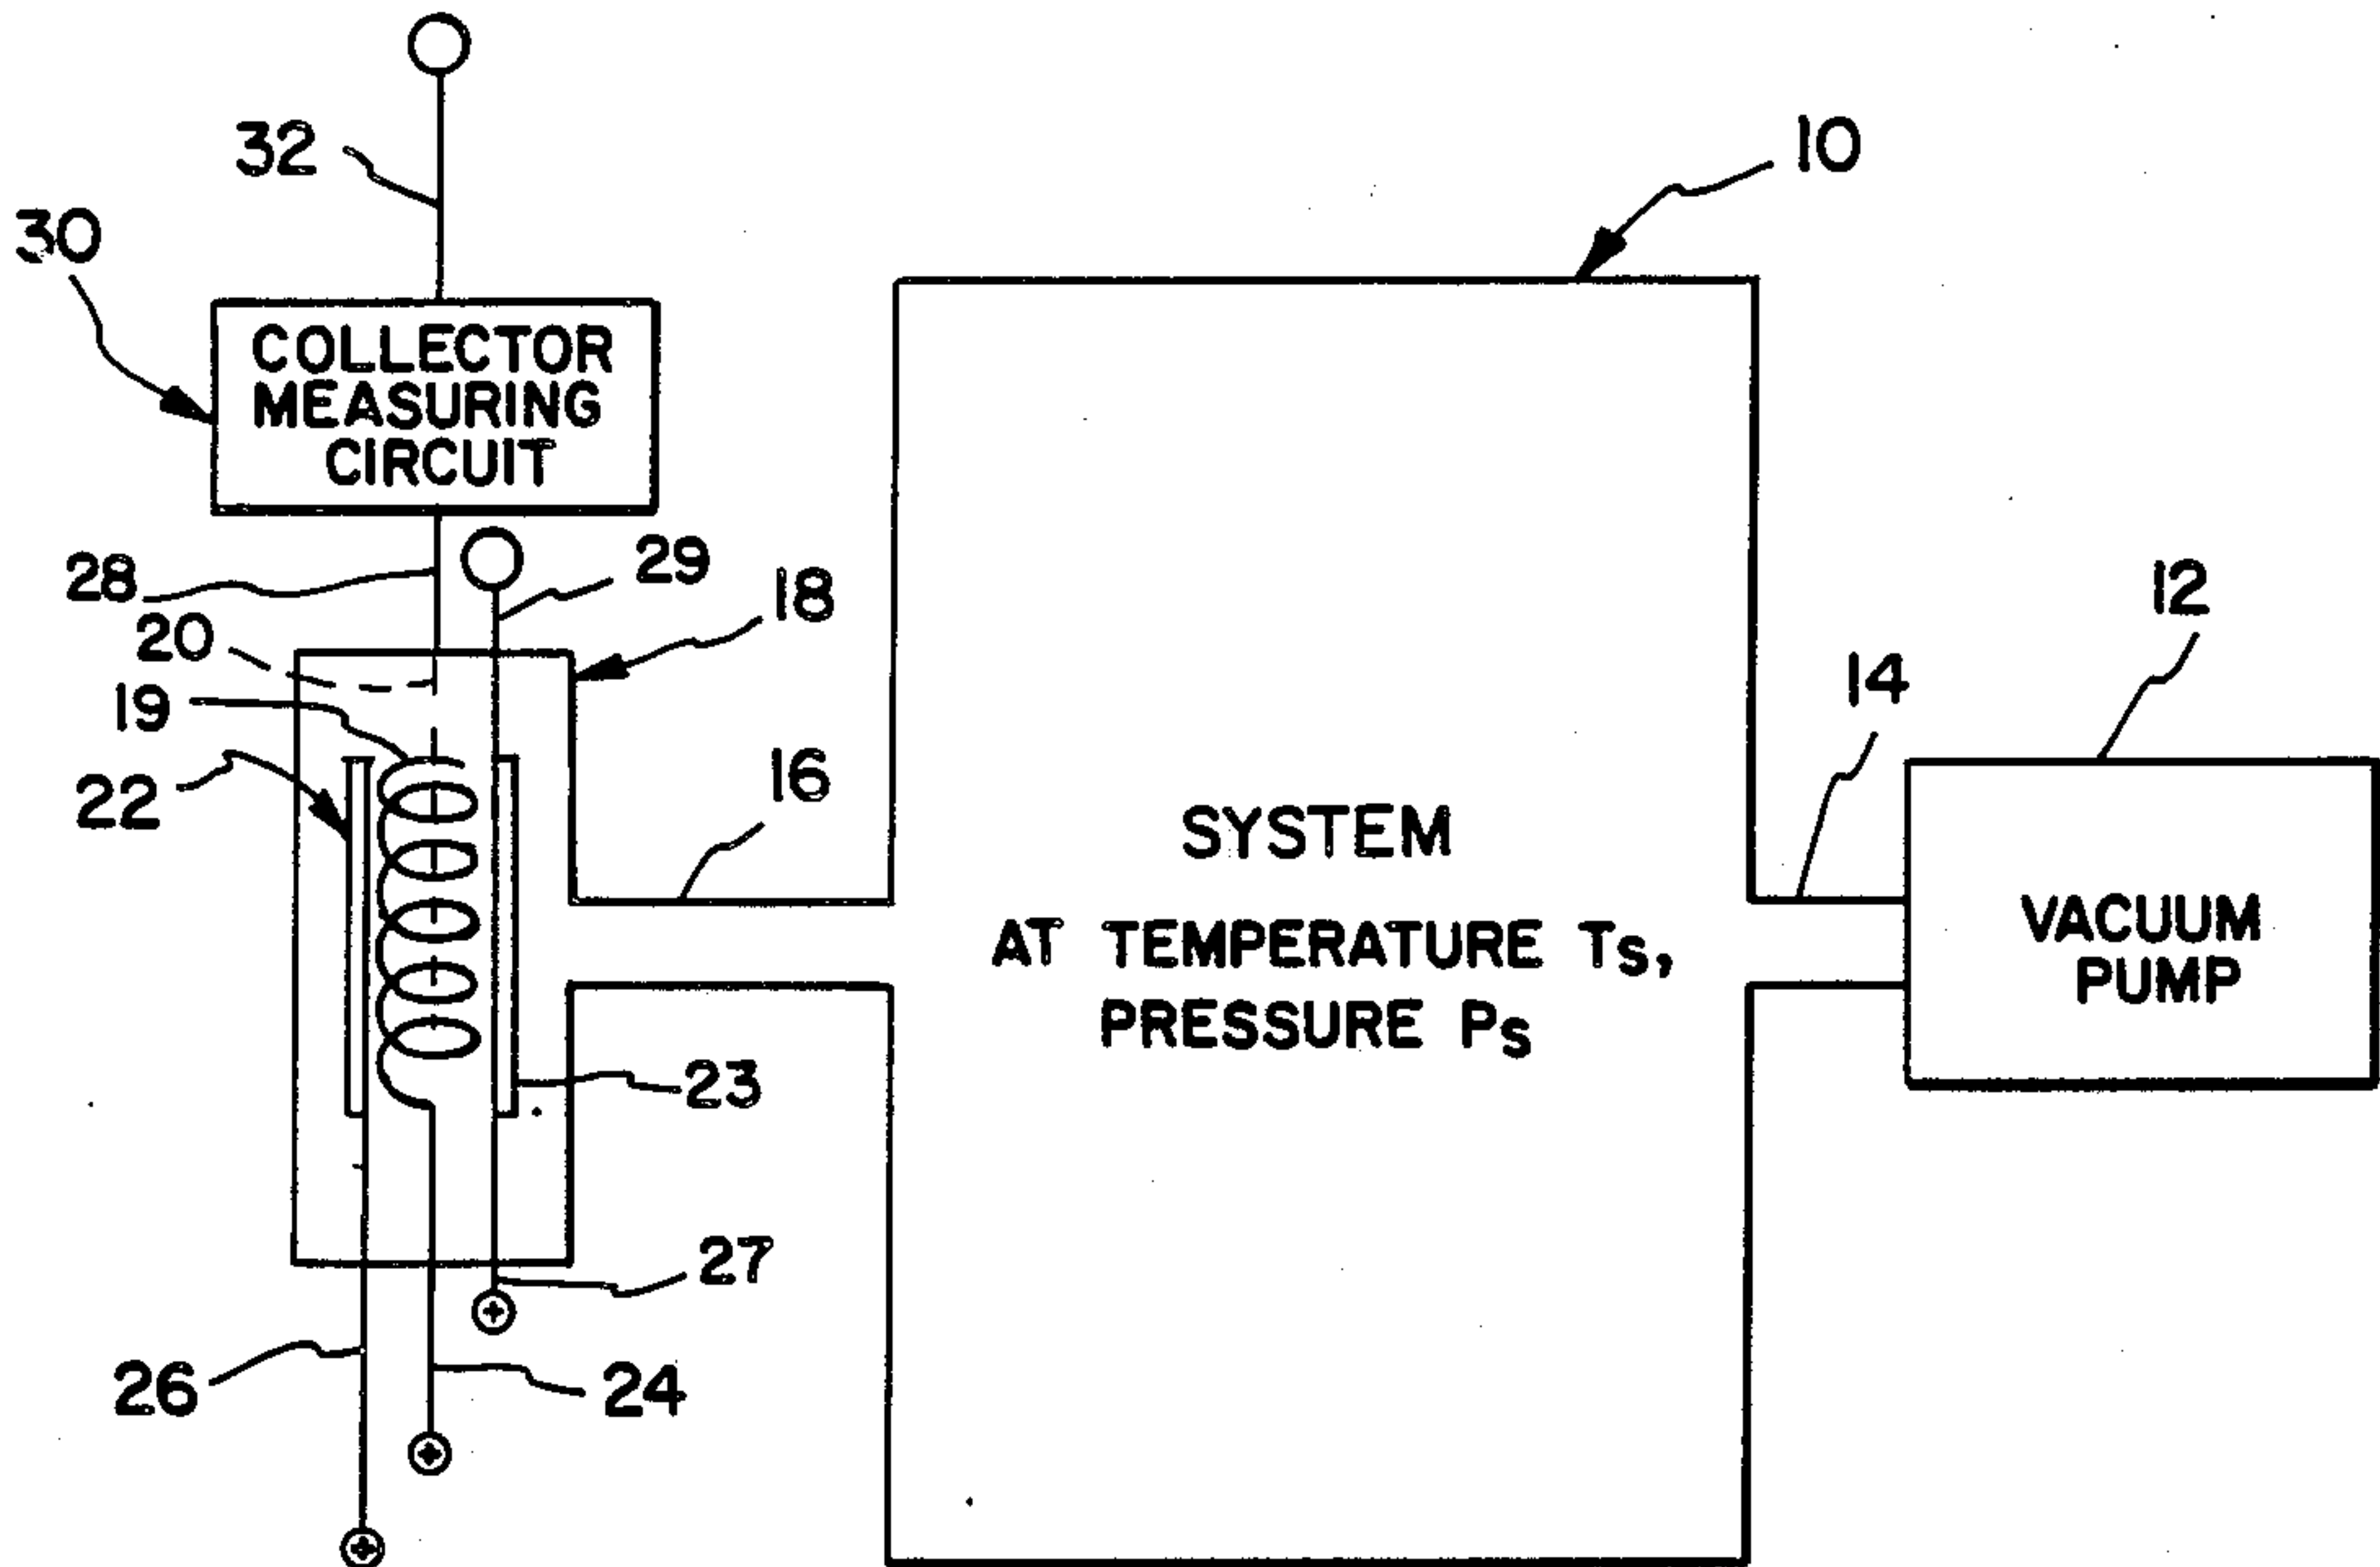 32
10
30
COLLECTOR
MEASURING
CIRCUIT
28
29
18
12
20
14
19
16
22
SYSTEM
AT TEMPERATURE Ts,
PRESSURE Ps
VACUUM
PUMP
23
27
26
24